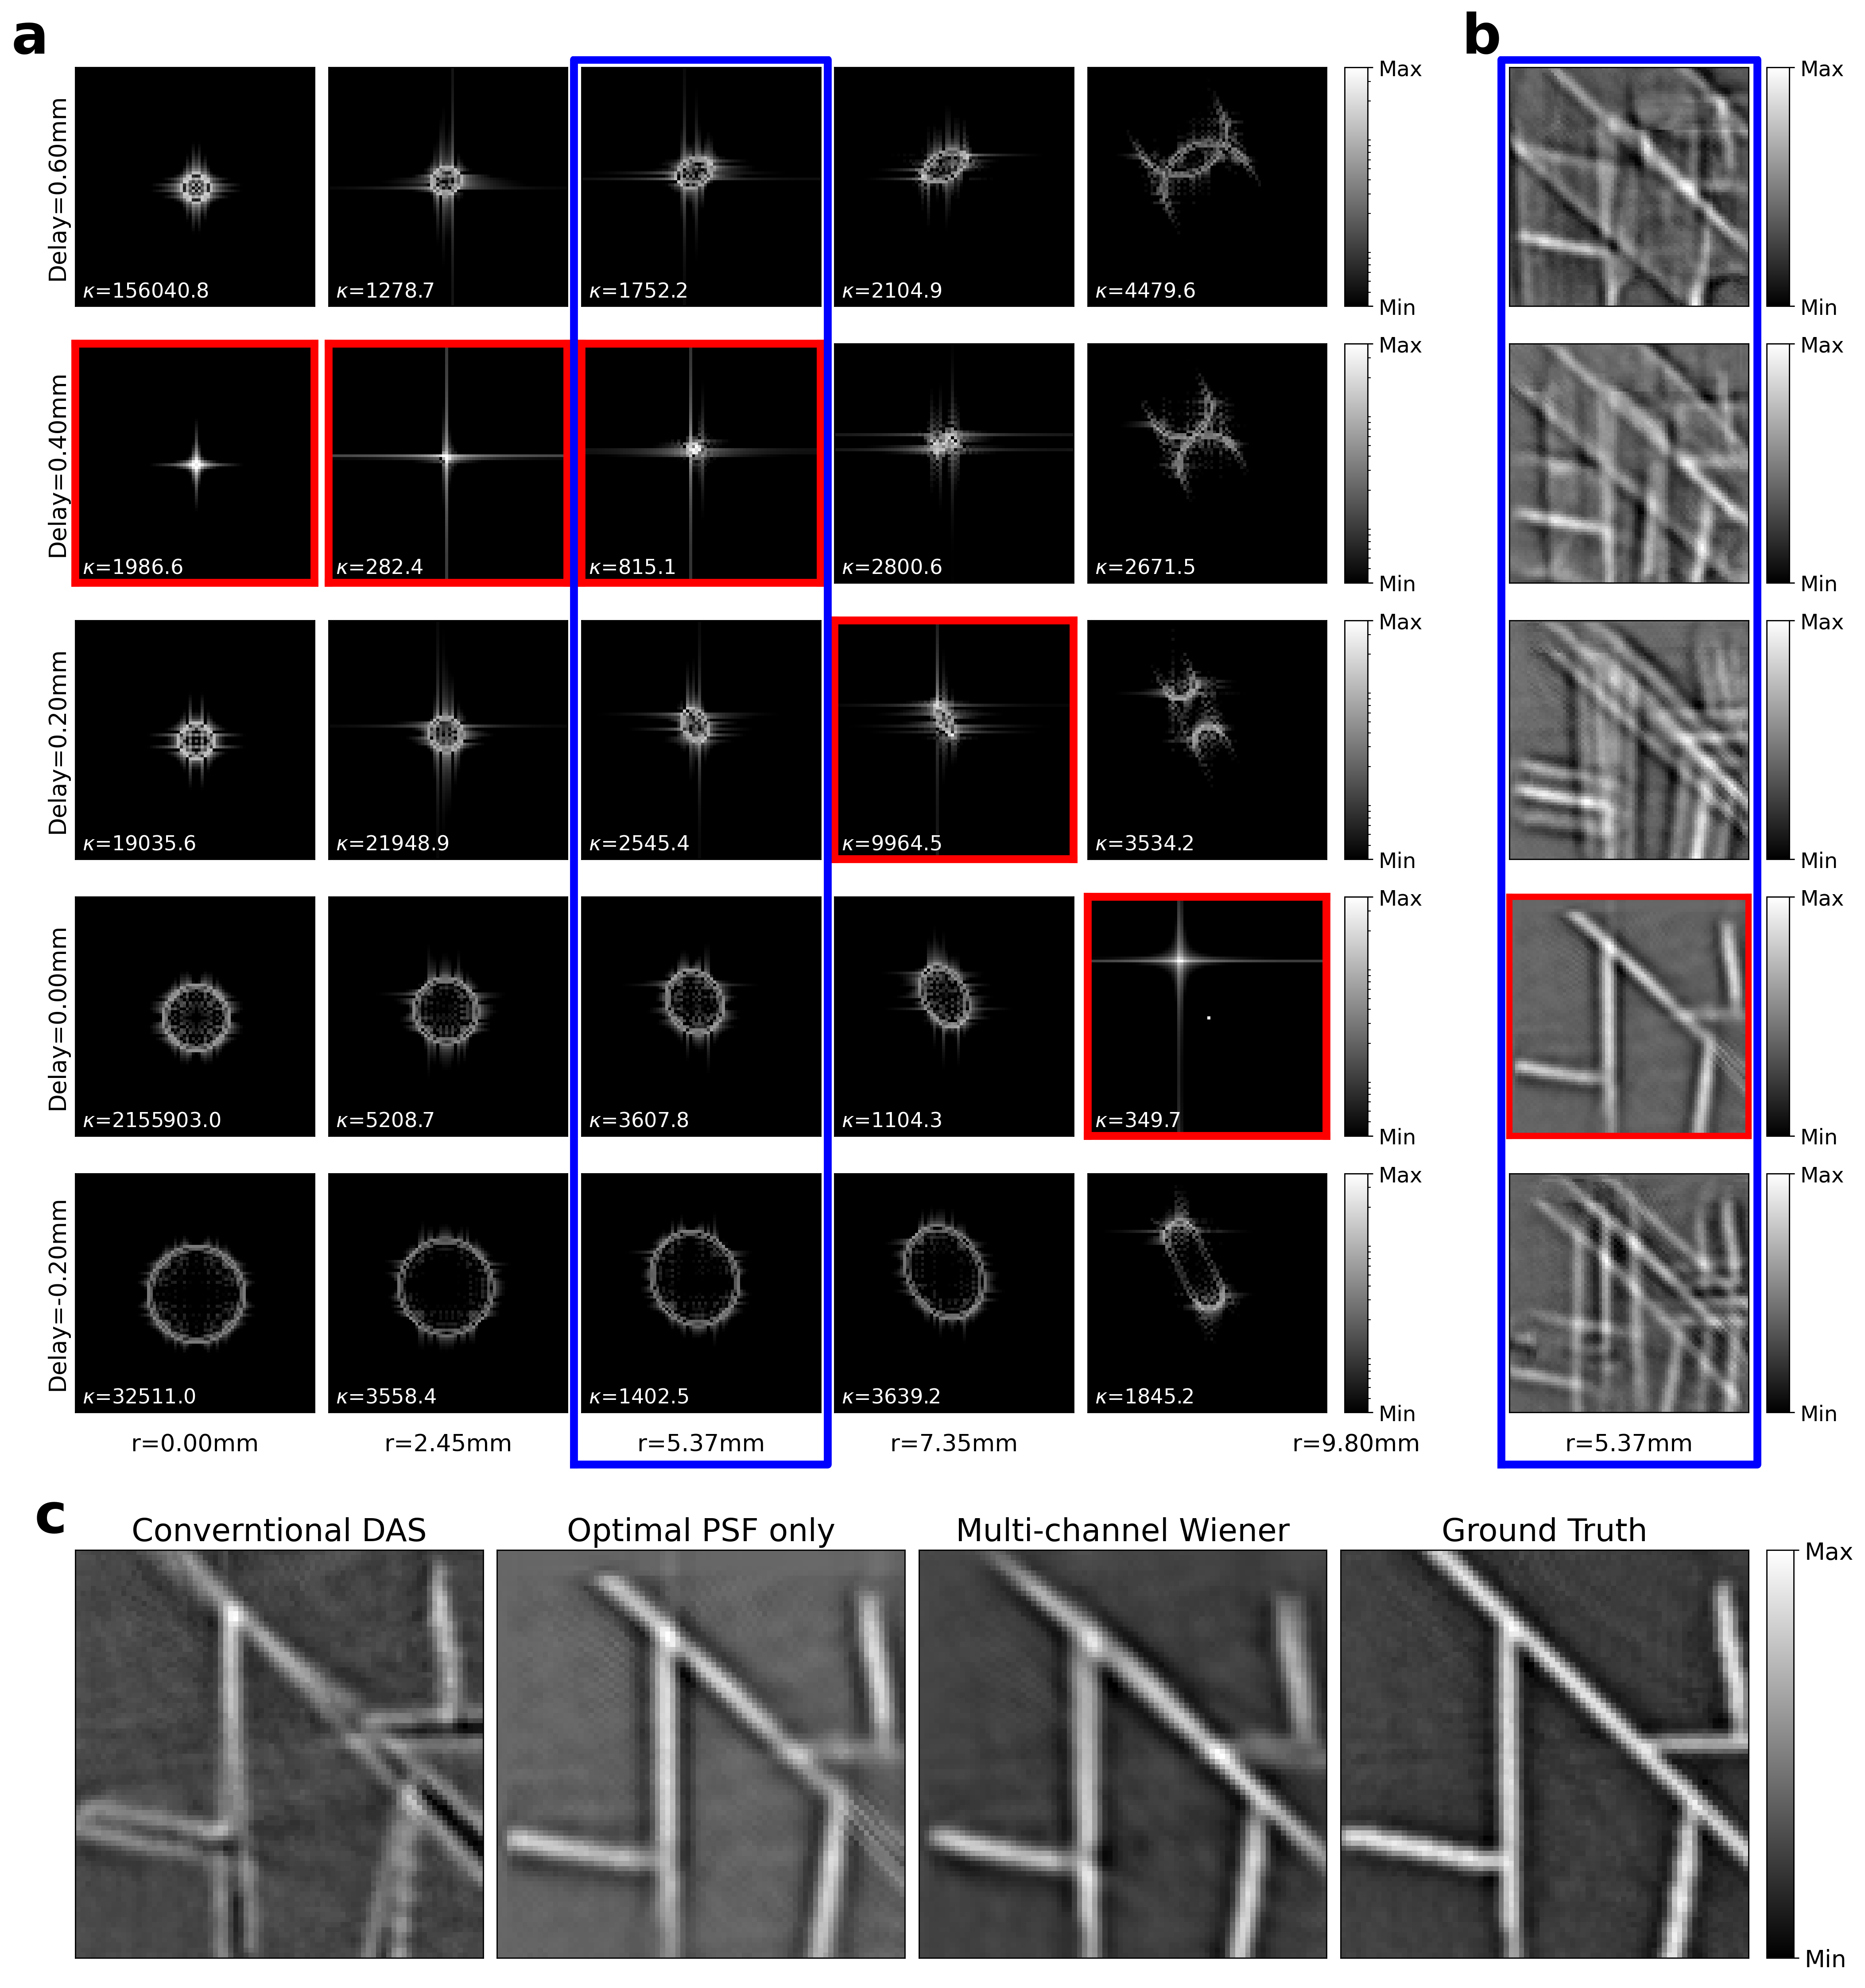 a
b
Delay=0.60mm
κ=156040.8
κ=1278.7
κ=1752.2
κ=2104.9
κ=4479.6
Max
Min
Max
Min
Delay=0.40mm
κ=1986.6
κ=282.4
κ=815.1
κ=2800.6
κ=2671.5
Max
Min
Max
Min
Delay=0.20mm
κ=19035.6
κ=21948.9
κ=2545.4
κ=9964.5
κ=3534.2
Max
Min
Max
Min
Delay=0.00mm
κ=2155903.0
κ=5208.7
κ=3607.8
κ=1104.3
κ=349.7
Max
Min
Max
Min
Delay=-0.20mm
κ=32511.0
κ=3558.4
κ=1402.5
κ=3639.2
κ=1845.2
Max
Min
Max
Min
r=0.00mm
r=2.45mm
r=5.37mm
r=7.35mm
r=9.80mm
r=5.37mm
c
Converntional DAS
Optimal PSF only
Multi-channel Wiener
Ground Truth
Max
Min